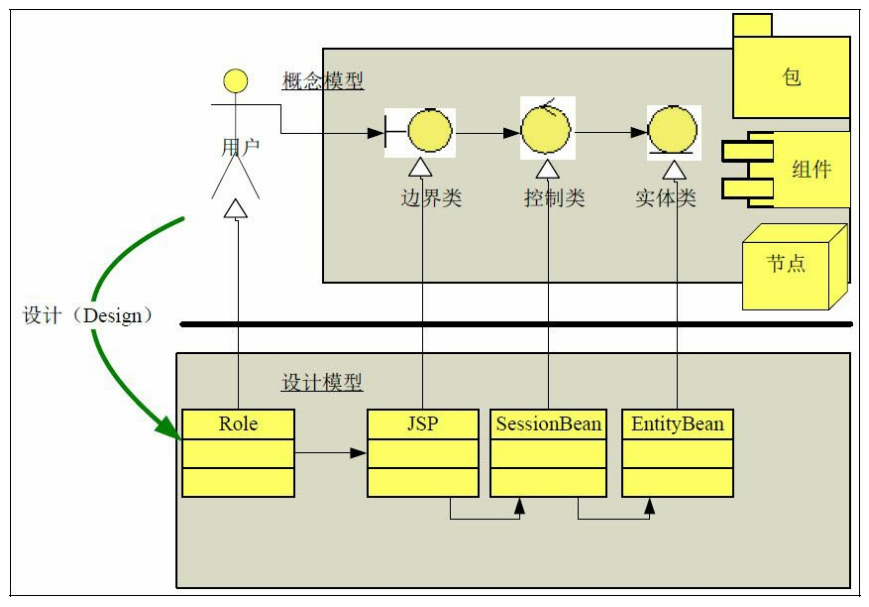 概念模型
包
用户
组件
边界类
控制类
实体类
节点
设计（Design）
设计模型
Role
JSP
SessionBean
EntityBean